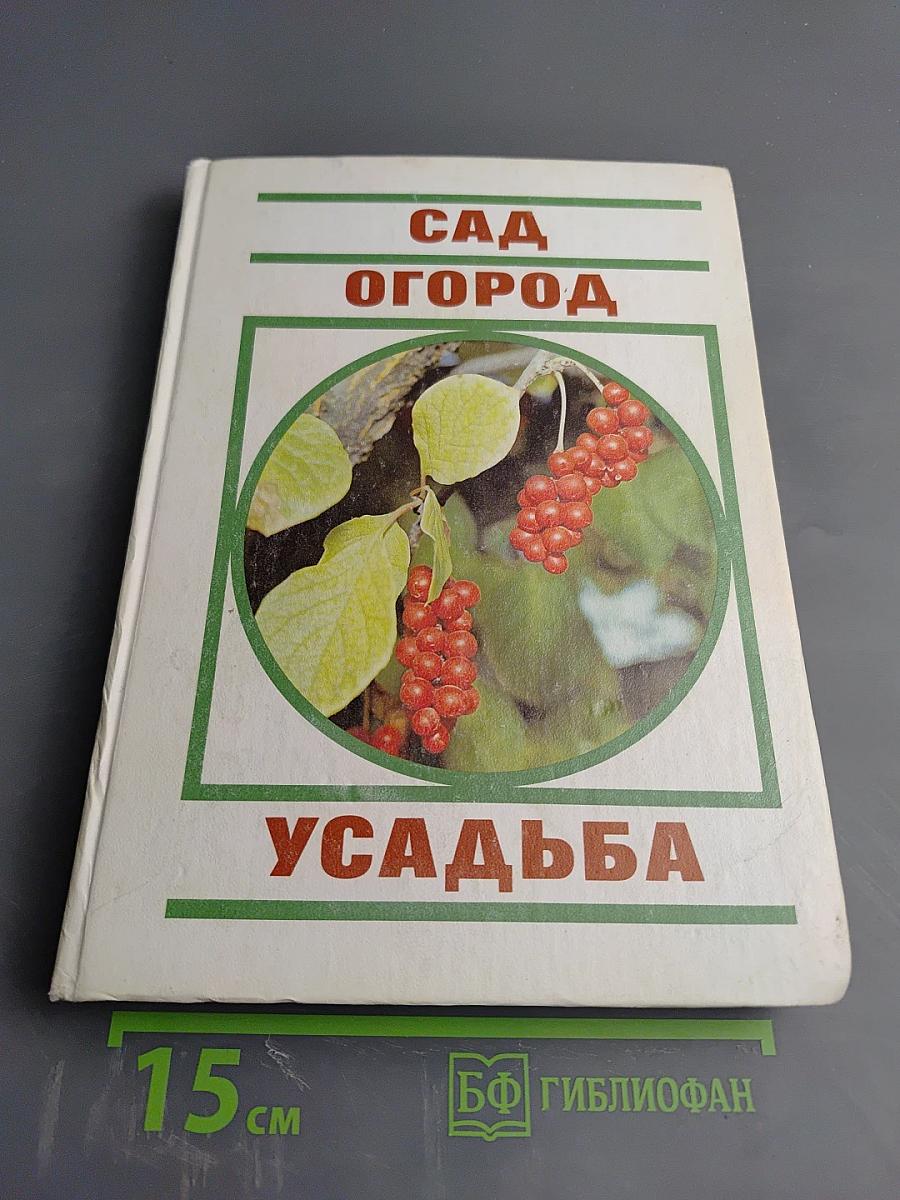 САД
ОГОРОД
УСАДЬБА
15 см
БФ ГИБЛИОФАН